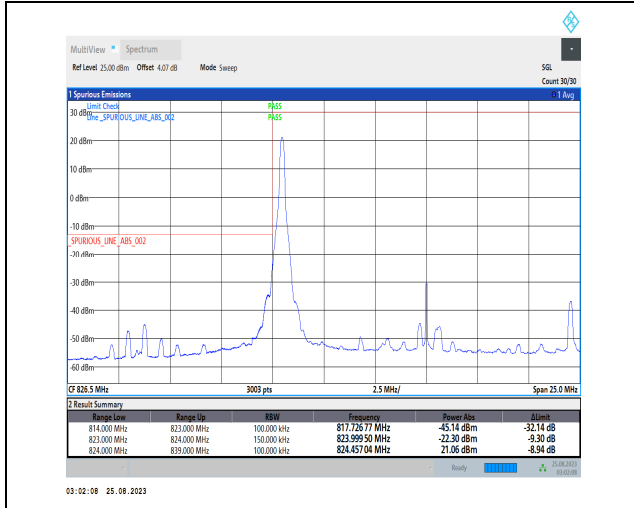 MultiView Spectrum
Ref Level 25.00 dBm Offset 4.07 dB Mode Sweep SGL
Count 30/30
1 Spurious Emissions 1 Avg
Limit Check PASS
30 dBm
Line _SPURIOUS_LINE_ABS_002 PASS
20 dBm
10 dBm
0 dBm
-10 dBm
_SPURIOUS_LINE_ABS_002
-20 dBm
-30 dBm
-40 dBm
-50 dBm
-60 dBm
CF 826.5 MHz 3003 pts 2.5 MHz/ Span 25.0 MHz
2 Result Summary
Range Low Range Up RBW Frequency Power Abs ΔLimit
814.000 MHz 823.000 MHz 100.000 kHz 817.726 77 MHz -45.14 dBm -32.14 dB
823.000 MHz 824.000 MHz 150.000 kHz 823.999 50 MHz -22.30 dBm -9.30 dB
824.000 MHz 839.000 MHz 100.000 kHz 824.457 04 MHz 21.06 dBm -8.94 dB
Ready 25.08.2023
03:02:08
03:02:08 25.08.2023